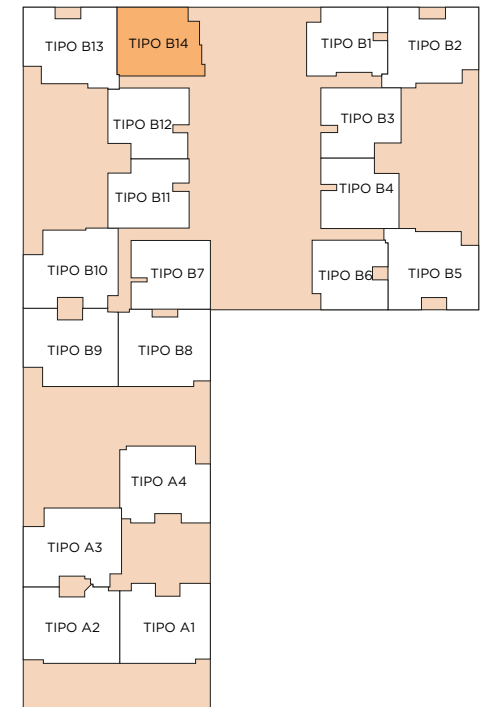 TIPO B13
TIPO B14
TIPO B1
TIPO B2
TIPO B12
TIPO B3
TIPO B11
TIPO B4
TIPO B10
TIPO B7
TIPO B6
TIPO B5
TIPO B9
TIPO B8
TIPO A4
TIPO A3
TIPO A2
TIPO A1